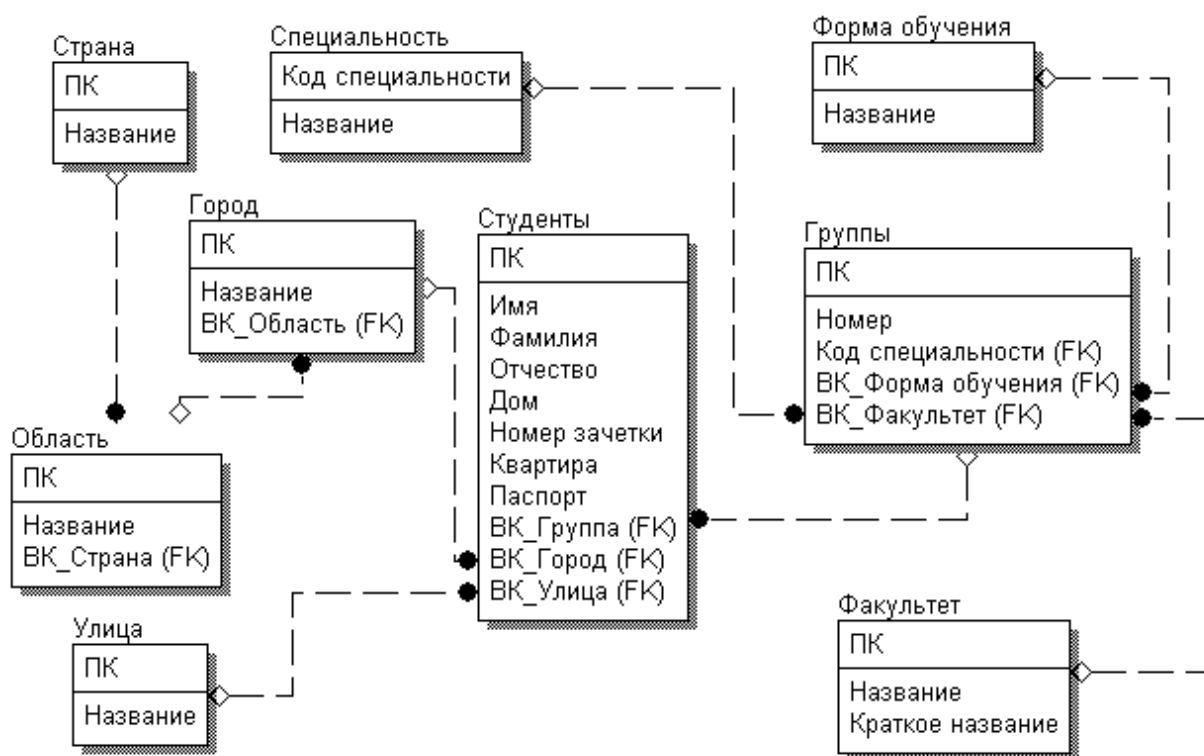 Страна
ПК
Название
Специальность
Код специальности
Название
Форма обучения
ПК
Название
Город
ПК
Название
ВК_Область (FK)
Студенты
ПК
Имя
Фамилия
Отчество
Дом
Номер зачетки
Квартира
Паспорт
ВК_Группа (FK)
ВК_Город (FK)
ВК_Улица (FK)
Группы
ПК
Номер
Код специальности (FK)
ВК_Форма обучения (FK)
ВК_Факультет (FK)
Область
ПК
Название
ВК_Страна (FK)
Улица
ПК
Название
Факультет
ПК
Название
Краткое название